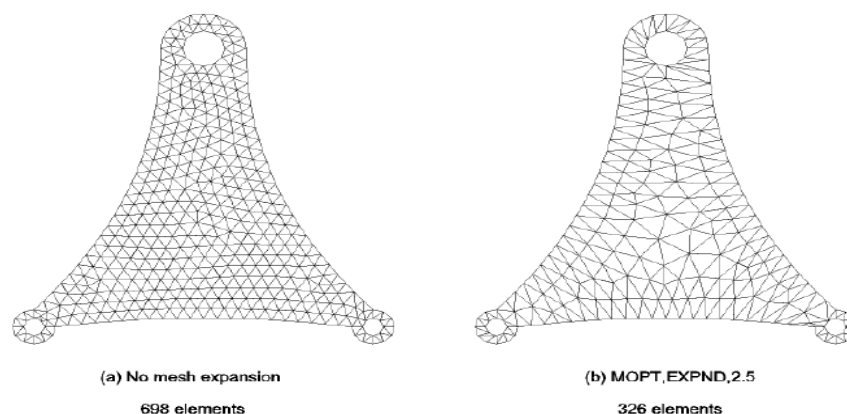 (a) No mesh expansion
698 elements
(b) MOPT,EXPND,2.5
326 elements